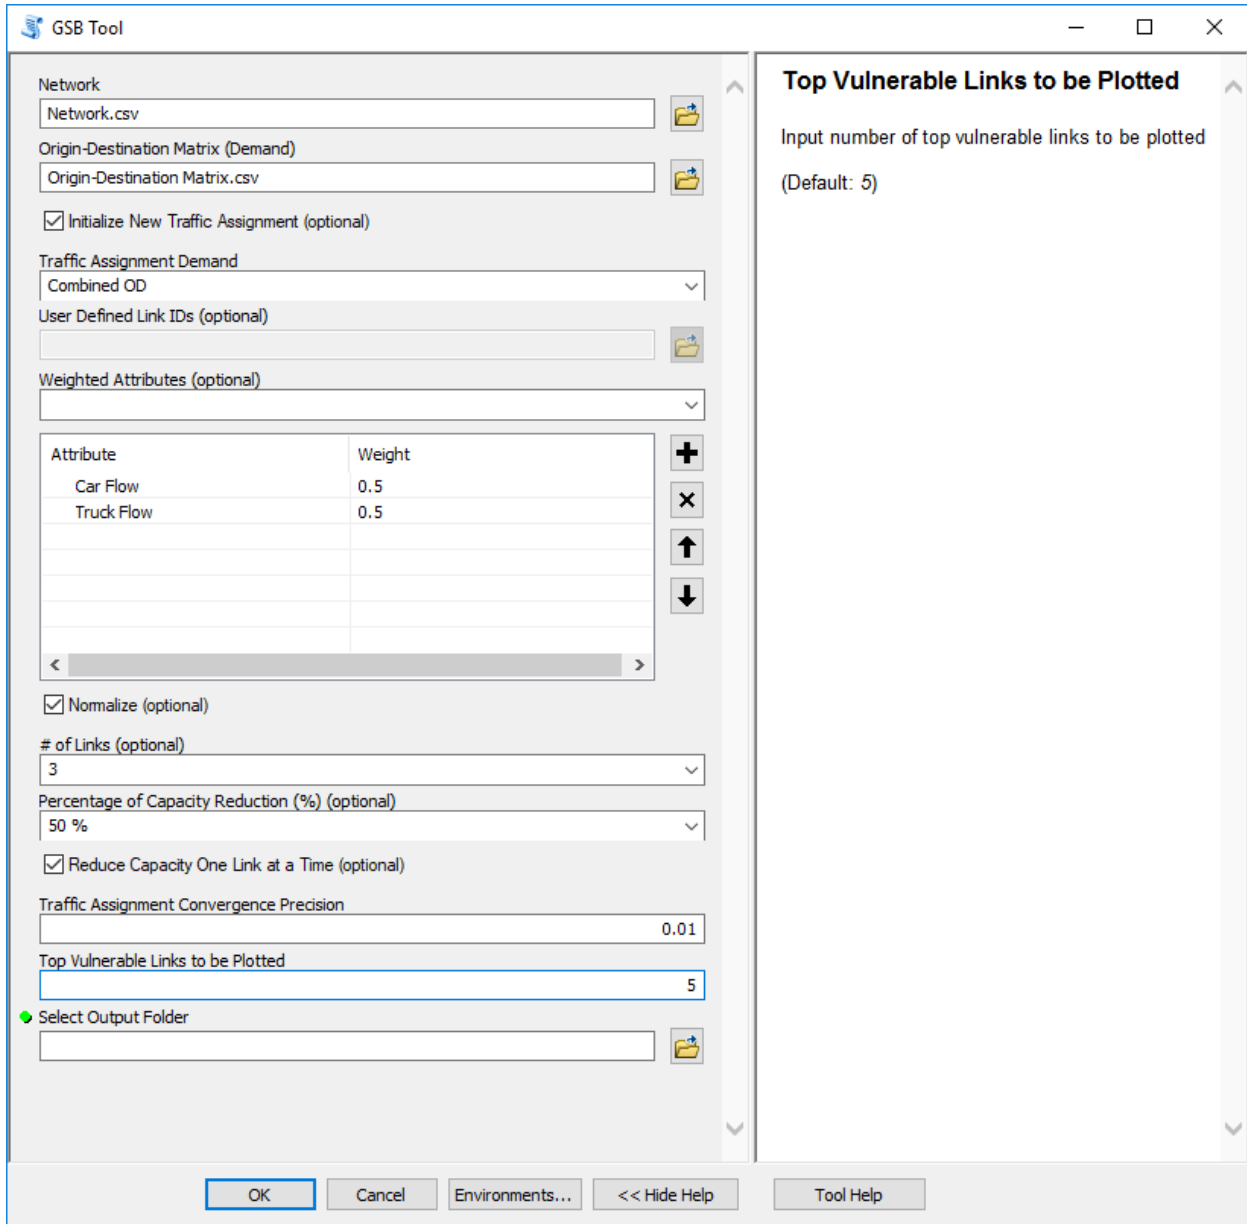 GSB Tool
Network
Network.csv
Origin-Destination Matrix (Demand)
Origin-Destination Matrix.csv
Initialize New Traffic Assignment (optional)
Traffic Assignment Demand
Combined OD
User Defined Link IDs (optional)
Weighted Attributes (optional)
Attribute Weight
Car Flow 0.5
Truck Flow 0.5
Normalize (optional)
# of Links (optional)
3
Percentage of Capacity Reduction (%) (optional)
50 %
Reduce Capacity One Link at a Time (optional)
Traffic Assignment Convergence Precision
0.01
Top Vulnerable Links to be Plotted
5
Select Output Folder
Top Vulnerable Links to be Plotted
Input number of top vulnerable links to be plotted
(Default: 5)
OK Cancel Environments... << Hide Help Tool Help